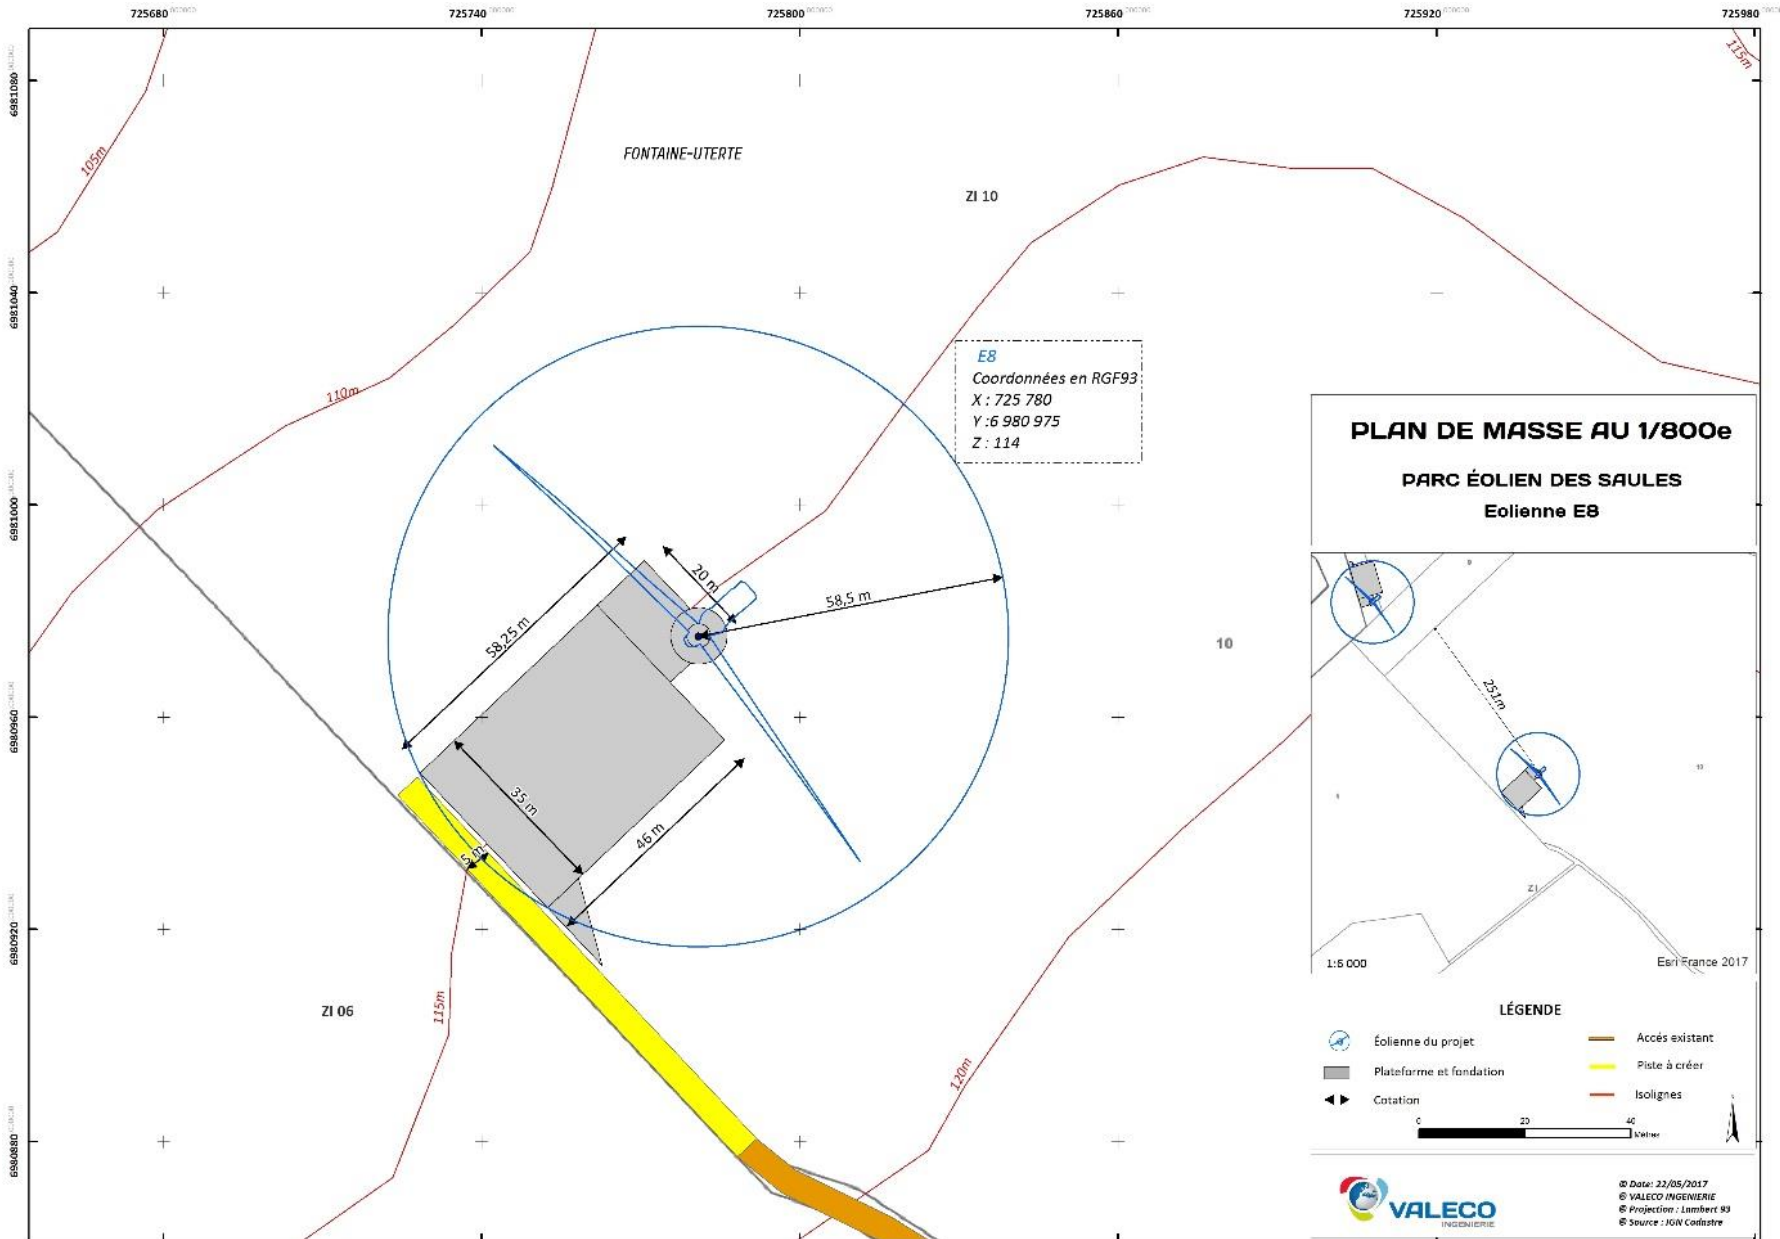 725680
725740
725800
725860
725920
725980
6981080
6981040
6981000
6980960
6980920
6980880
115m
105m
FONTAINE-UTERTE
ZI 10
110m
E8
Coordonnées en RGF93
X : 725 780
Y :6 980 975
Z : 114
20 m
58,5 m
58,25 m
10
35 m
46 m
5 m
ZI 06
115m
120m
PLAN DE MASSE AU 1/800e
PARC ÉOLIEN DES SAULES
Eolienne E8
251m
ZI
1:6 000
Esri France 2017
LÉGENDE
Éolienne du projet
Plateforme et fondation
Cotation
Accés existant
Piste à créer
Isolignes
0 20 40
Mètres
VALECO
INGENIERIE
© Date: 22/05/2017
© VALECO INGENIERIE
© Projection : Lambert 93
© Source : IGN Cadastre